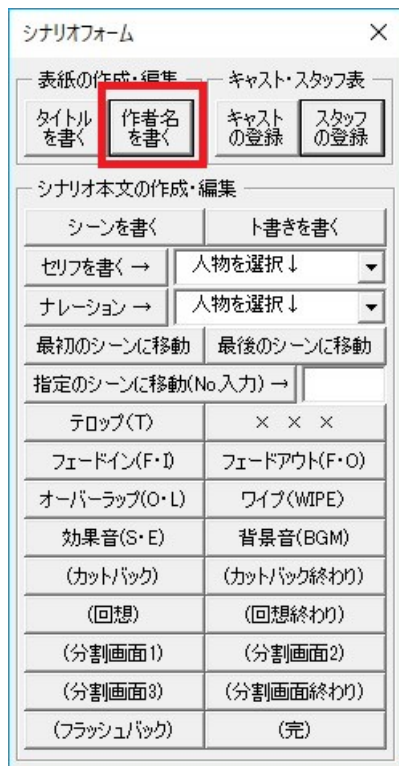 シナリオフォーム ×
表紙の作成・編集 キャスト・スタッフ表
タイトル 作者名 キャスト スタッフ
を書く を書く の登録 の登録
シナリオ本文の作成・編集
シーンを書く ト書きを書く
セリフを書く → 人物を選択↓
ナレーション → 人物を選択↓
最初のシーンに移動 最後のシーンに移動
指定のシーンに移動(No.入力) →
テロップ(T) × × ×
フェードイン(F・I) フェードアウト(F・O)
オーバーラップ(O・L) ワイプ(WIPE)
効果音(S・E) 背景音(BGM)
(カットバック) (カットバック終わり)
(回想) (回想終わり)
(分割画面1) (分割画面2)
(分割画面3) (分割画面終わり)
(フラッシュバック) (完)